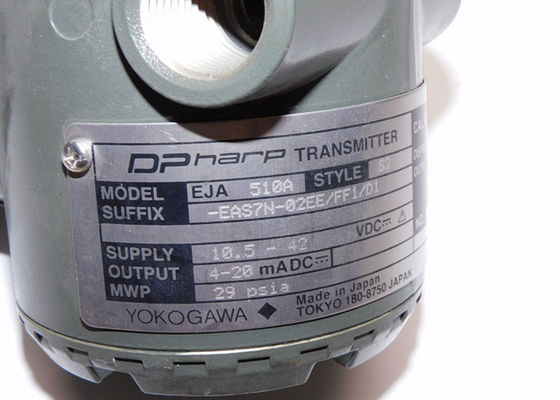 DPharp TRANSMITTER
MODEL EJA 510A STYLE S2
SUFFIX -EAS7N-02EE/FF1/D1
SUPPLY 10.5 - 42 VDC
OUTPUT 4-20 mADC
MWP 29 psia
YOKOGAWA
Made in Japan
TOKYO 180-8750 JAPAN
NO.